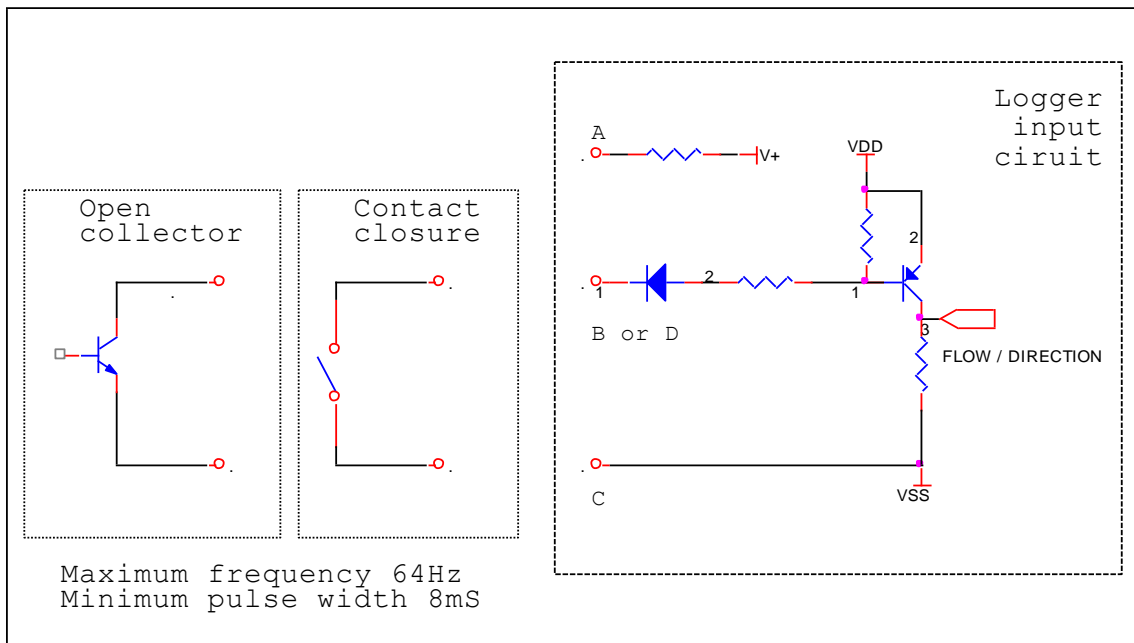 Open
collector
Contact
closure
Maximum frequency 64Hz
Minimum pulse width 8mS
Logger
input
ciruit
A
V+
VDD
2
1
2
1
B or D
3
FLOW / DIRECTION
C
VSS